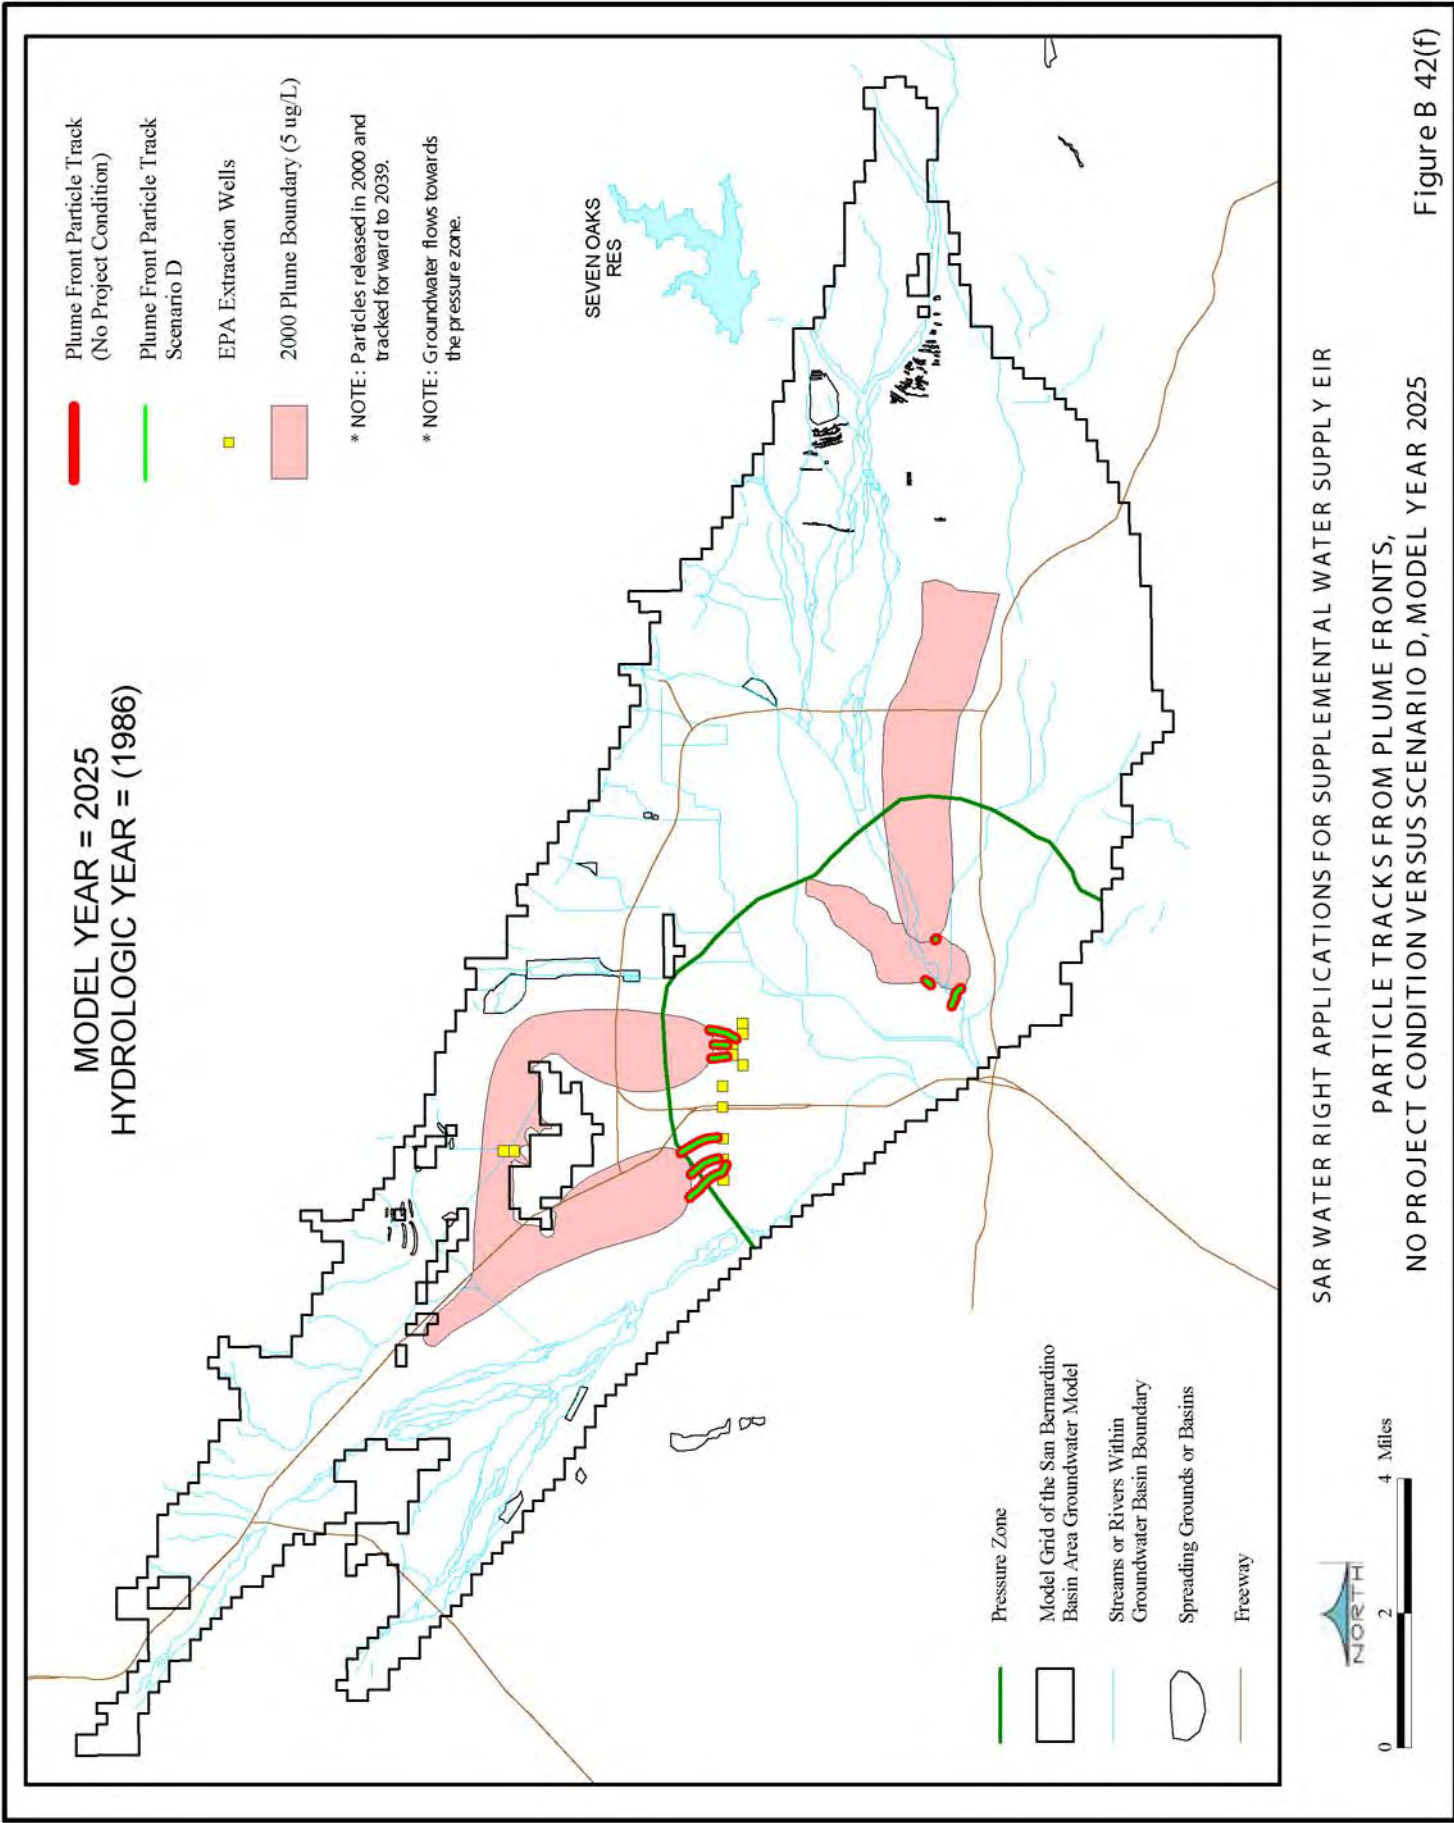 MODEL YEAR = 2025
HYDROLOGIC YEAR = (1986)
Plume Front Particle Track
(No Project Condition)
Plume Front Particle Track
Scenario D
EPA Extraction Wells
2000 Plume Boundary (5 ug/L)
* NOTE: Particles released in 2000 and
tracked forward to 2039.
* NOTE: Groundwater flows towards
the pressure zone.
SEVEN OAKS
RES
Pressure Zone
Model Grid of the San Bernardino
Basin Area Groundwater Model
Streams or Rivers Within
Groundwater Basin Boundary
Spreading Grounds or Basins
Freeway
NORTH
0 2 4 Miles
SAR WATER RIGHT APPLICATIONS FOR SUPPLEMENTAL WATER SUPPLY EIR
PARTICLE TRACKS FROM PLUME FRONTS,
NO PROJECT CONDITION VERSUS SCENARIO D, MODEL YEAR 2025
Figure B 42(f)